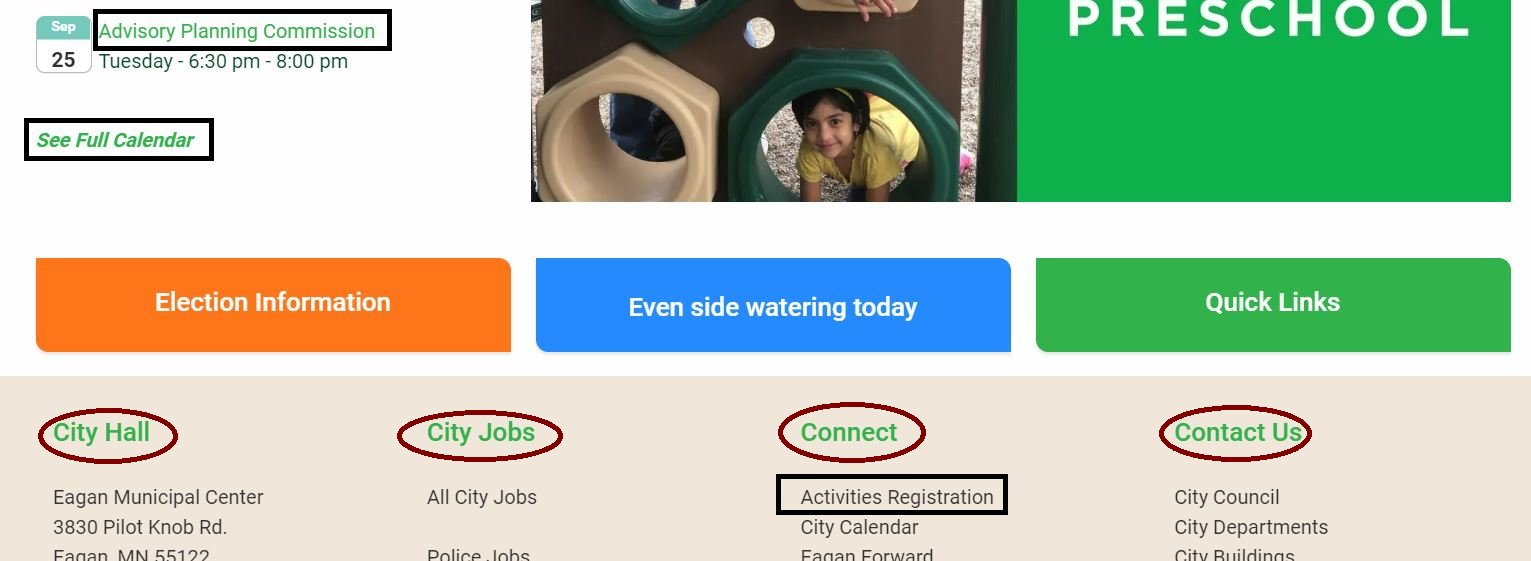 Sep
25
Advisory Planning Commission
Tuesday - 6:30 pm - 8:00 pm
See Full Calendar
PRESCHOOL
Election Information
Even side watering today
Quick Links
City Hall
Eagan Municipal Center
3830 Pilot Knob Rd.
Eagan, MN 55122
City Jobs
All City Jobs
Police Jobs
Connect
Activities Registration
City Calendar
Eagan Forward
Contact Us
City Council
City Departments
City Buildings